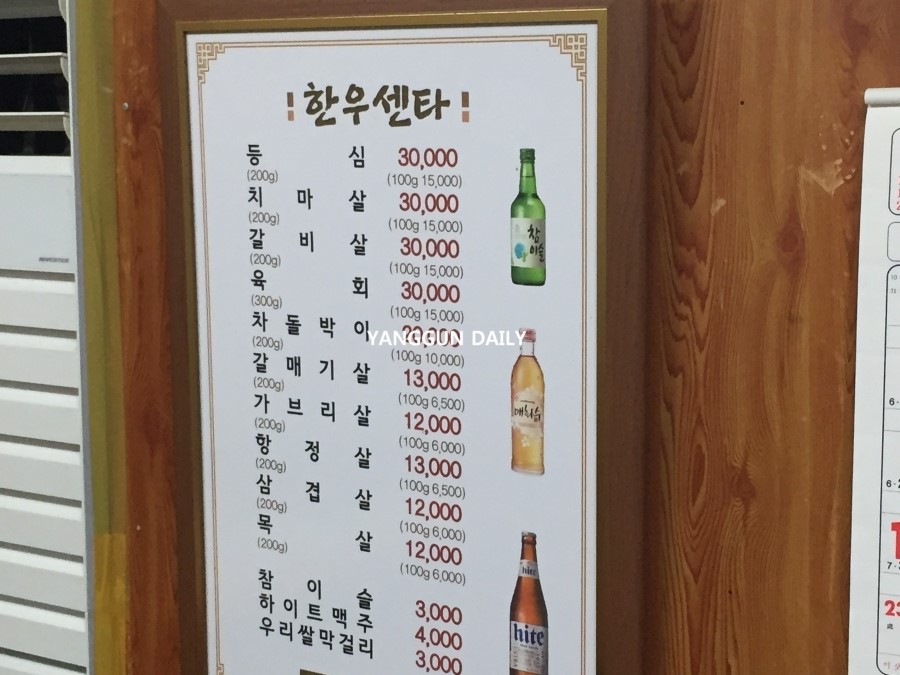 한우센타
등심 30,000
(200g) (100g 15,000)
치마살 30,000
(200g) (100g 15,000)
갈비살 30,000
(200g) (100g 15,000)
육회 30,000
(300g) (100g 15,000)
차돌박이 20,000
(200g) (100g 10,000)
YANGGUN DAILY
갈매기살 13,000
(200g) (100g 6,500)
가브리살 12,000
(200g) (100g 6,000)
항정살 13,000
(200g) (100g 6,500)
삼겹살 12,000
(200g) (100g 6,000)
목살 12,000
(200g) (100g 6,000)
참이슬 3,000
하이트맥주 4,000
우리쌀막걸리 3,000
참이슬
매화수
hite
hite